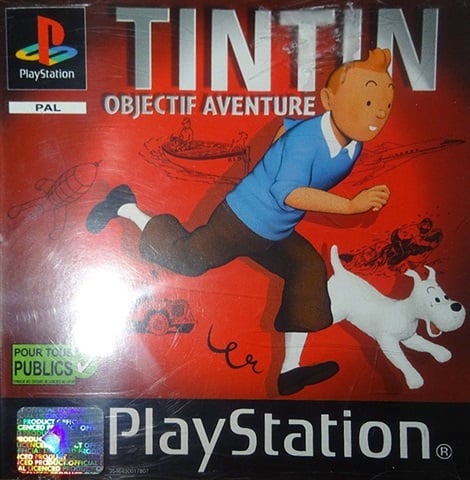 PlayStation
PAL
TINTIN
OBJECTIF AVENTURE
POUR TOUS
PUBLICS
PlayStation®